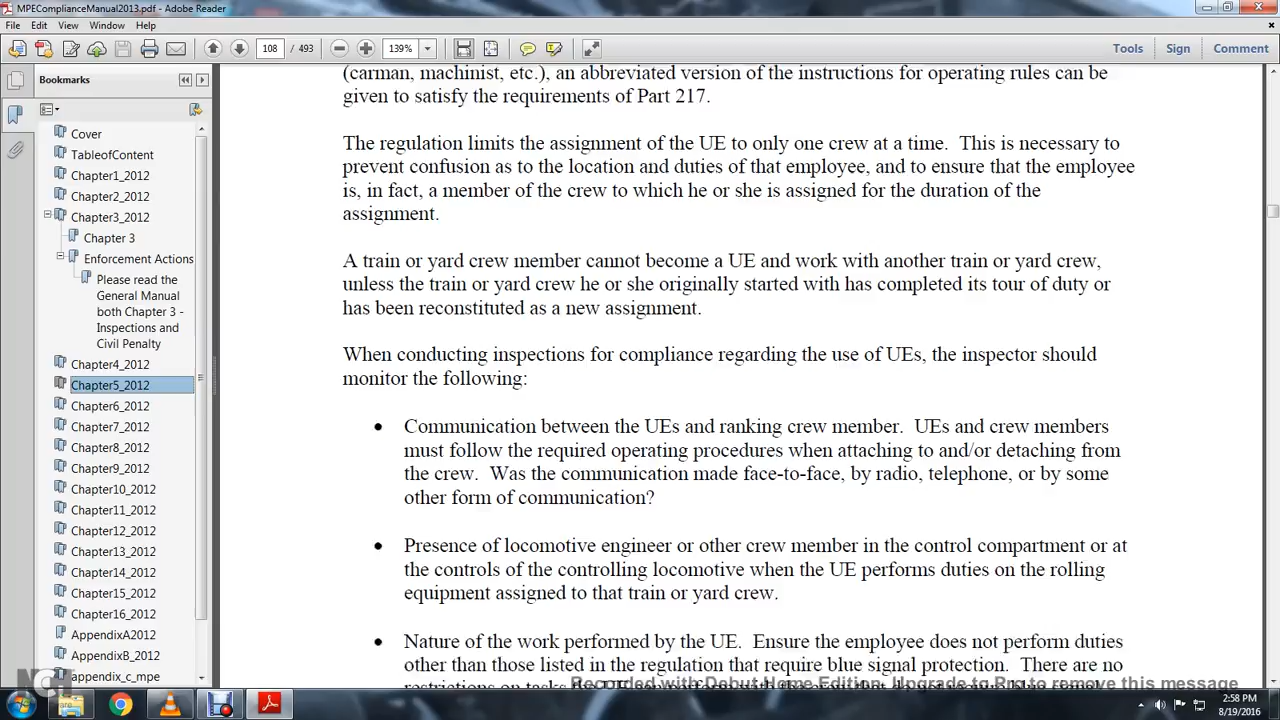 MPEComplianceManual2013.pdf - Adobe Reader
File Edit View Window Help
108 / 493 139% Tools Sign Comment
Bookmarks
Cover
TableofContent
Chapter1_2012
Chapter2_2012
Chapter3_2012
Chapter 3
Enforcement Actions
Please read the
General Manual
both Chapter 3 -
Inspections and
Civil Penalty
Chapter4_2012
Chapter5_2012
Chapter6_2012
Chapter7_2012
Chapter8_2012
Chapter9_2012
Chapter10_2012
Chapter11_2012
Chapter12_2012
Chapter13_2012
Chapter14_2012
Chapter15_2012
Chapter16_2012
AppendixA2012
AppendixB_2012
appendix_c_mpe
(carman, machinist, etc.), an abbreviated version of the instructions for operating rules can be
given to satisfy the requirements of Part 217.
The regulation limits the assignment of the UE to only one crew at a time. This is necessary to
prevent confusion as to the location and duties of that employee, and to ensure that the employee
is, in fact, a member of the crew to which he or she is assigned for the duration of the
assignment.
A train or yard crew member cannot become a UE and work with another train or yard crew,
unless the train or yard crew he or she originally started with has completed its tour of duty or
has been reconstituted as a new assignment.
When conducting inspections for compliance regarding the use of UEs, the inspector should
monitor the following:
• Communication between the UEs and ranking crew member. UEs and crew members
must follow the required operating procedures when attaching to and/or detaching from
the crew. Was the communication made face-to-face, by radio, telephone, or by some
other form of communication?
• Presence of locomotive engineer or other crew member in the control compartment or at
the controls of the controlling locomotive when the UE performs duties on the rolling
equipment assigned to that train or yard crew.
• Nature of the work performed by the UE. Ensure the employee does not perform duties
other than those listed in the regulation that require blue signal protection. There are no
Recorded with Debut Home Edition. Upgrade to Pro to remove this message
2:58 PM
8/19/2016